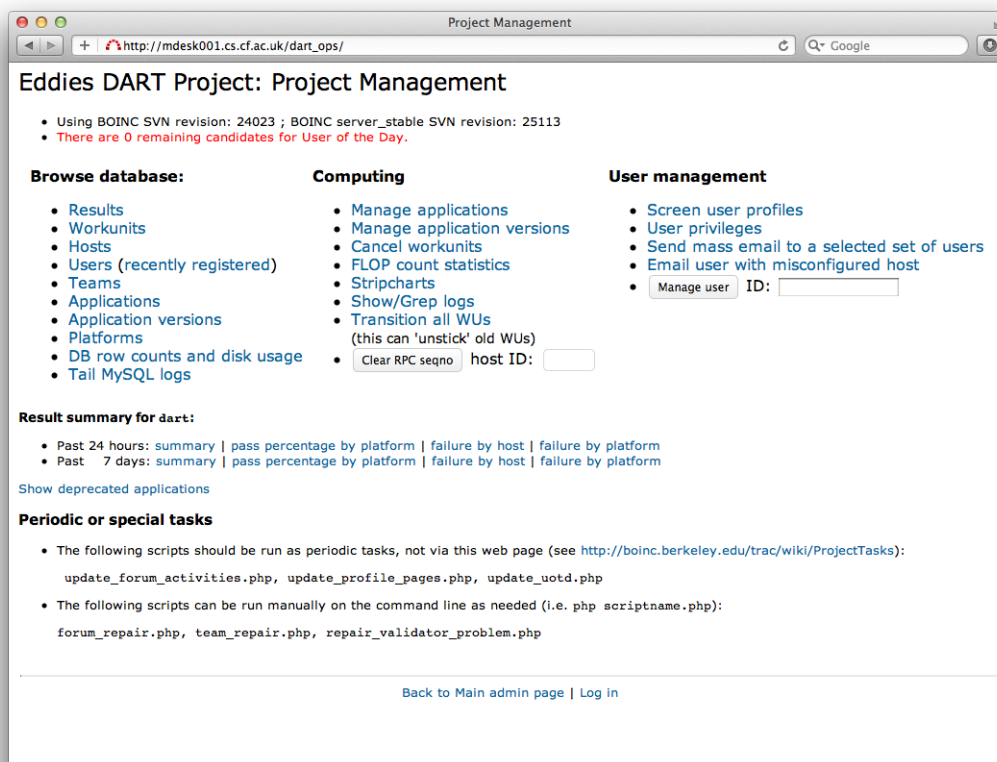 Project Management
http://mdesk001.cs.cf.ac.uk/dart_ops/
Google
Eddies DART Project: Project Management
Using BOINC SVN revision: 24023 ; BOINC server_stable SVN revision: 25113
There are 0 remaining candidates for User of the Day.
Browse database:
Results
Workunits
Hosts
Users (recently registered)
Teams
Applications
Application versions
Platforms
DB row counts and disk usage
Tail MySQL logs
Computing
Manage applications
Manage application versions
Cancel workunits
FLOP count statistics
Stripcharts
Show/Grep logs
Transition all WUs
(this can 'unstick' old WUs)
Clear RPC seqno host ID:
User management
Screen user profiles
User privileges
Send mass email to a selected set of users
Email user with misconfigured host
Manage user ID:
Result summary for dart:
Past 24 hours: summary | pass percentage by platform | failure by host | failure by platform
Past 7 days: summary | pass percentage by platform | failure by host | failure by platform
Show deprecated applications
Periodic or special tasks
The following scripts should be run as periodic tasks, not via this web page (see http://boinc.berkeley.edu/trac/wiki/ProjectTasks):
update_forum_activities.php, update_profile_pages.php, update_uotd.php
The following scripts can be run manually on the command line as needed (i.e. php scriptname.php):
forum_repair.php, team_repair.php, repair_validator_problem.php
Back to Main admin page | Log in